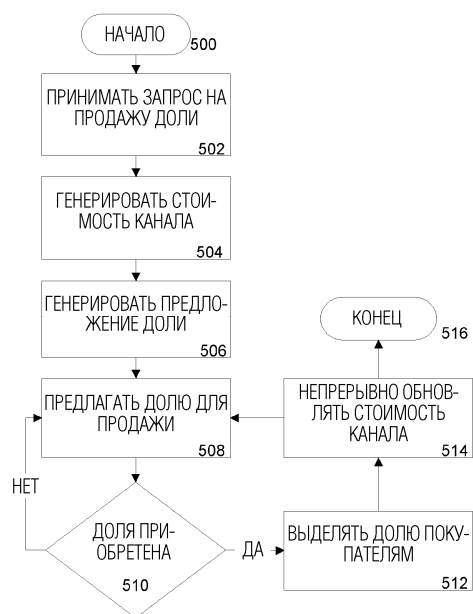 НАЧАЛО
500
ПРИНИМАТЬ ЗАПРОС НА
ПРОДАЖУ ДОЛИ
502
ГЕНЕРИРОВАТЬ СТОИ-
МОСТЬ КАНАЛА
504
ГЕНЕРИРОВАТЬ ПРЕДЛО-
ЖЕНИЕ ДОЛИ
506
ПРЕДЛАГАТЬ ДОЛЮ ДЛЯ
ПРОДАЖИ
508
НЕТ
ДОЛЯ ПРИ-
ОБРЕТЕНА
510
ДА
ВЫДЕЛЯТЬ ДОЛЮ ПОКУ-
ПАТЕЛЯМ
512
НЕПРЕРЫВНО ОБНОВ-
ЛЯТЬ СТОИМОСТЬ
КАНАЛА
514
КОНЕЦ
516